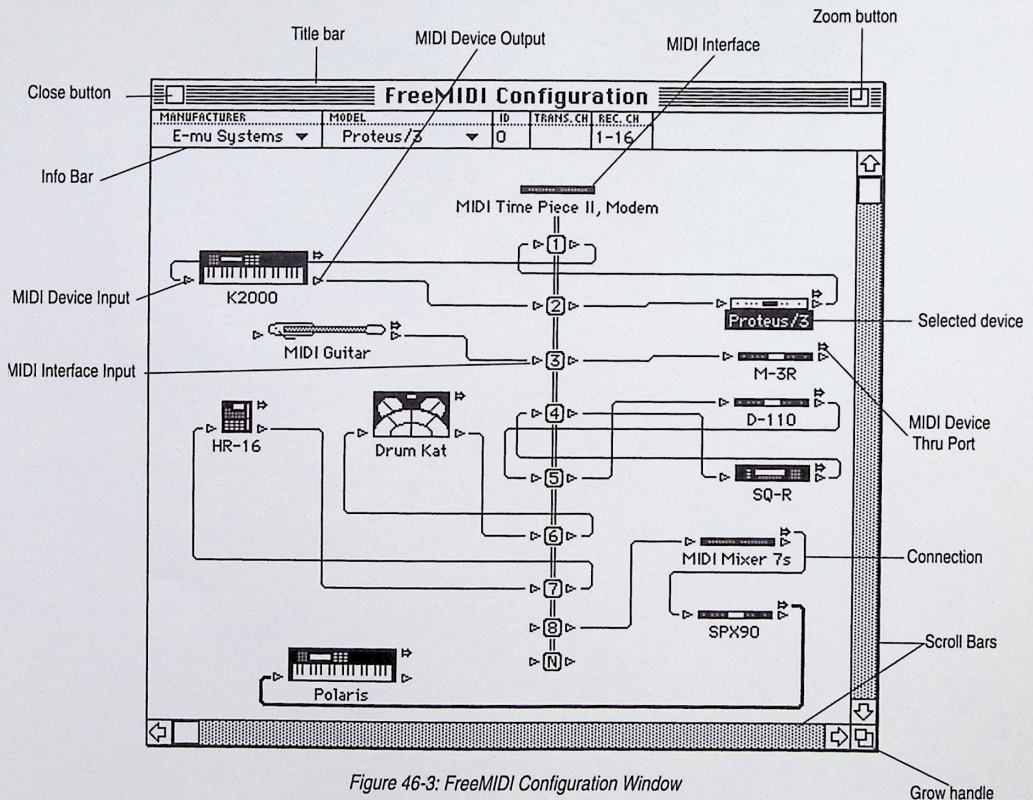 Title bar
MIDI Device Output
MIDI Interface
Zoom button
Close button
FreeMIDI Configuration
MANUFACTURER
MODEL
ID
TRANS. CH
REC. CH
E-mu Systems
Proteus/3
0
1-16
Info Bar
MIDI Time Piece II, Modem
1
K2000
MIDI Device Input
2
Proteus/3
Selected device
MIDI Guitar
3
M-3R
MIDI Interface Input
4
D-110
MIDI Device
Thru Port
HR-16
Drum Kat
5
SQ-R
6
MIDI Mixer 7s
Connection
7
8
SPX90
Scroll Bars
N
Polaris
Figure 46-3: FreeMIDI Configuration Window
Grow handle